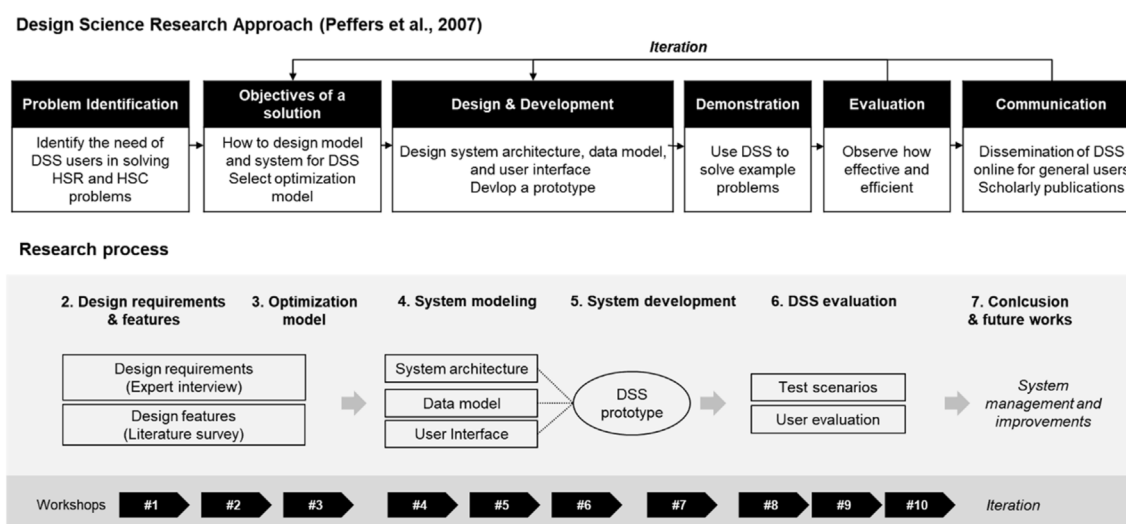 Design Science Research Approach (Peffers et al., 2007)
Iteration
Problem Identification
Identify the need of
DSS users in solving
HSR and HSC
problems
Objectives of a
solution
How to design model
and system for DSS
Select optimization
model
Design & Development
Design system architecture, data model,
and user interface
Devlop a prototype
Demonstration
Use DSS to
solve example
problems
Evaluation
Observe how
effective and
efficient
Communication
Dissemination of DSS
online for general users
Scholarly publications
Research process
2. Design requirements
& features
3. Optimization
model
4. System modeling
5. System development
6. DSS evaluation
7. Conlcusion
& future works
Design requirements
(Expert interview)
Design features
(Literature survey)
System architecture
Data model
User Interface
DSS
prototype
Test scenarios
User evaluation
System
management and
improvements
Workshops
#1
#2
#3
#4
#5
#6
#7
#8
#9
#10
Iteration